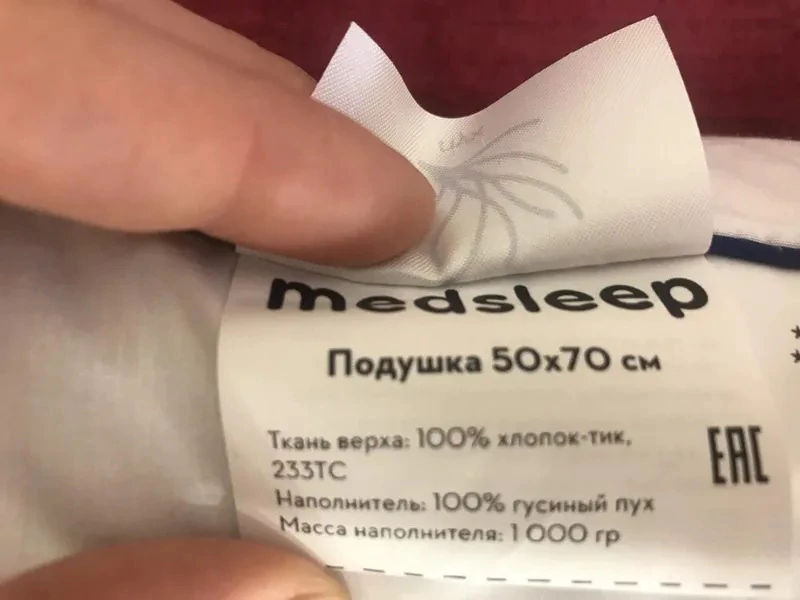 medsleep
Подушка 50х70 см
Ткань верха: 100% хлопок-тик,
233ТС
EAC
Наполнитель: 100% гусиный пух
Масса наполнителя: 1 000 гр